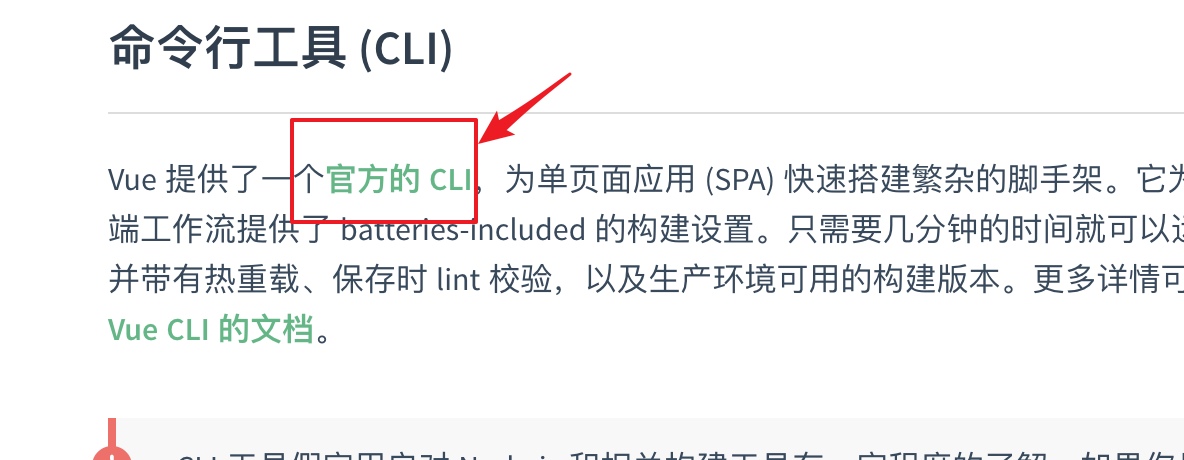 命令行工具 (CLI)
Vue 提供了一个官方的 CLI，为单页面应用 (SPA) 快速搭建繁杂的脚手架。它为
端工作流提供了 batteries-included 的构建设置。只需要几分钟的时间就可以运
并带有热重载、保存时 lint 校验，以及生产环境可用的构建版本。更多详情可
Vue CLI 的文档。